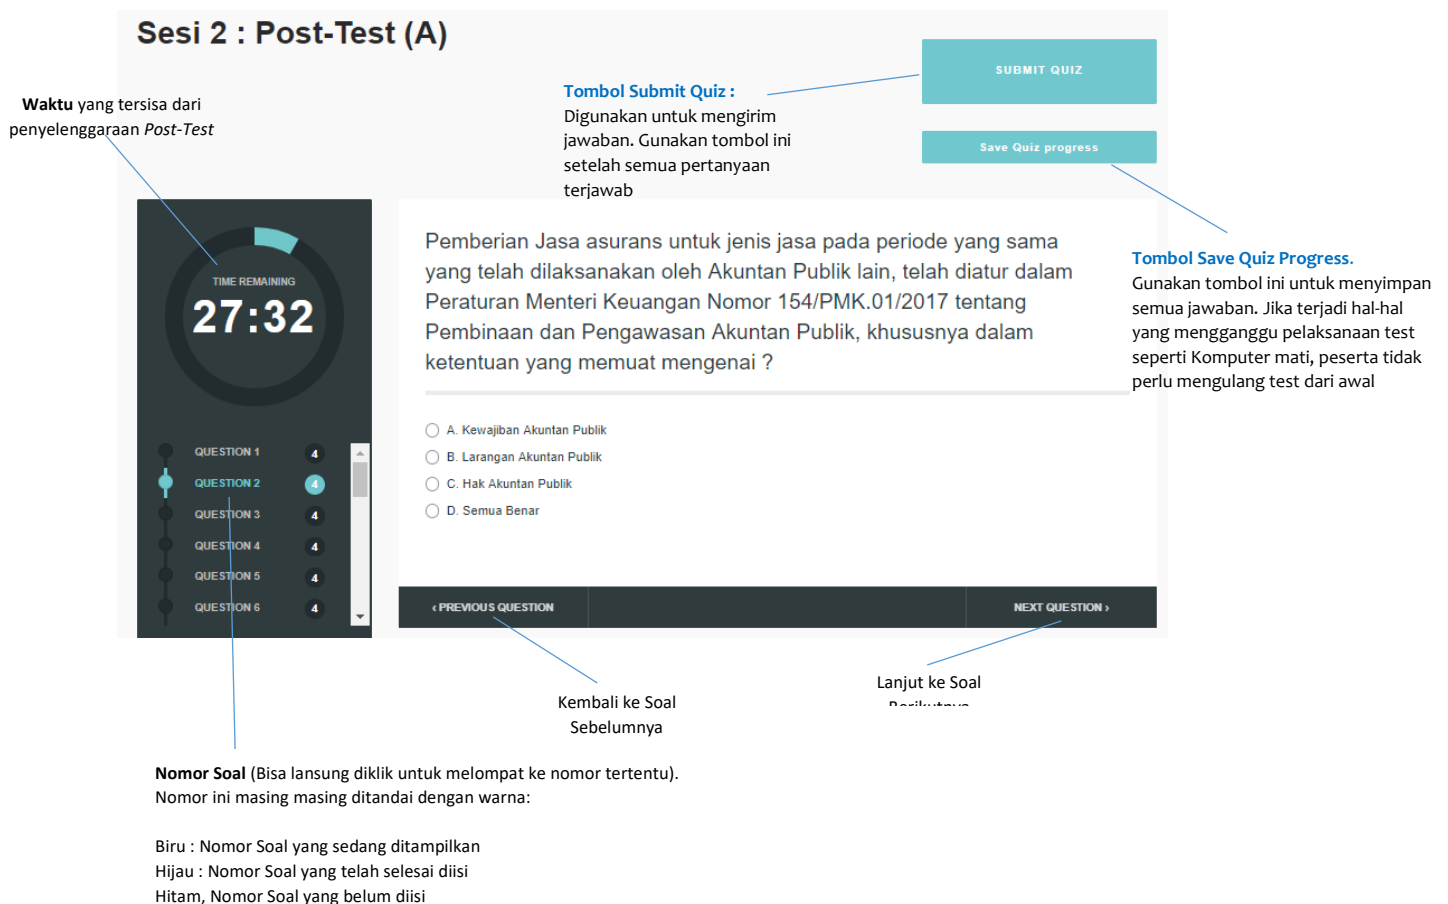 Sesi 2 : Post-Test (A)
SUBMIT QUIZ
Save Quiz progress
Waktu yang tersisa dari
penyelenggaraan Post-Test
Tombol Submit Quiz :
Digunakan untuk mengirim
jawaban. Gunakan tombol ini
setelah semua pertanyaan
terjawab
TIME REMAINING
27:32
Pemberian Jasa asurans untuk jenis jasa pada periode yang sama
yang telah dilaksanakan oleh Akuntan Publik lain, telah diatur dalam
Peraturan Menteri Keuangan Nomor 154/PMK.01/2017 tentang
Pembinaan dan Pengawasan Akuntan Publik, khususnya dalam
ketentuan yang memuat mengenai ?
Tombol Save Quiz Progress.
Gunakan tombol ini untuk menyimpan
semua jawaban. Jika terjadi hal-hal
yang mengganggu pelaksanaan test
seperti Komputer mati, peserta tidak
perlu mengulang test dari awal
A. Kewajiban Akuntan Publik
B. Larangan Akuntan Publik
C. Hak Akuntan Publik
D. Semua Benar
QUESTION 1 4
QUESTION 2 4
QUESTION 3 4
QUESTION 4 4
QUESTION 5 4
QUESTION 6 4
‹ PREVIOUS QUESTION
NEXT QUESTION ›
Kembali ke Soal
Sebelumnya
Lanjut ke Soal
Berikutnya
Nomor Soal (Bisa lansung diklik untuk melompat ke nomor tertentu).
Nomor ini masing masing ditandai dengan warna:
Biru : Nomor Soal yang sedang ditampilkan
Hijau : Nomor Soal yang telah selesai diisi
Hitam, Nomor Soal yang belum diisi